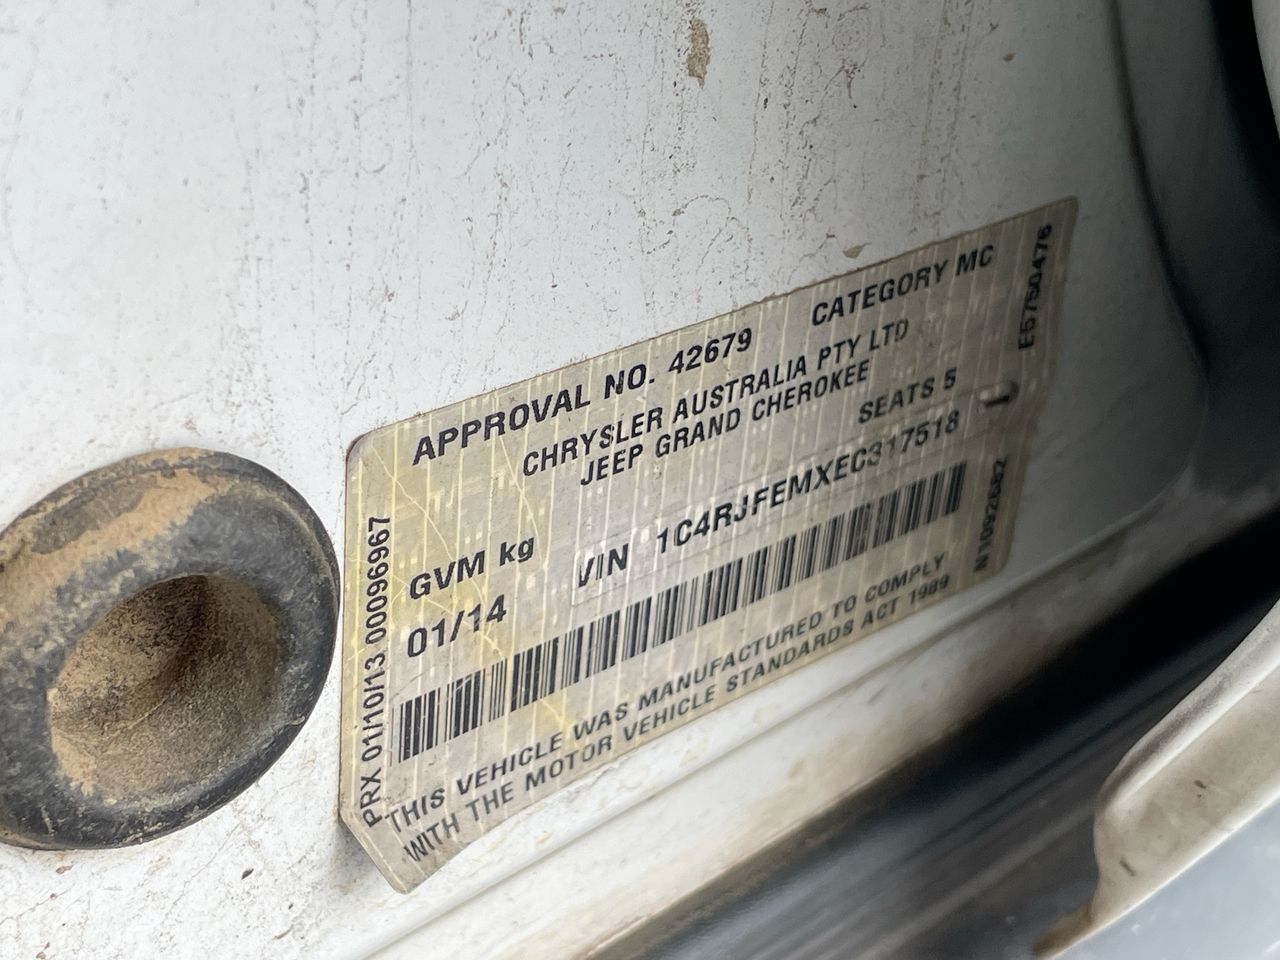 APPROVAL NO. 42679 CATEGORY MC
CHRYSLER AUSTRALIA PTY LTD
JEEP GRAND CHEROKEE
SEATS 5
GVM kg
01/14
VIN 1C4RJFEMXEC317518
THIS VEHICLE WAS MANUFACTURED TO COMPLY
WITH THE MOTOR VEHICLE STANDARDS ACT 1989
PRX 01/10/13 00096967
E5750476
N1092682